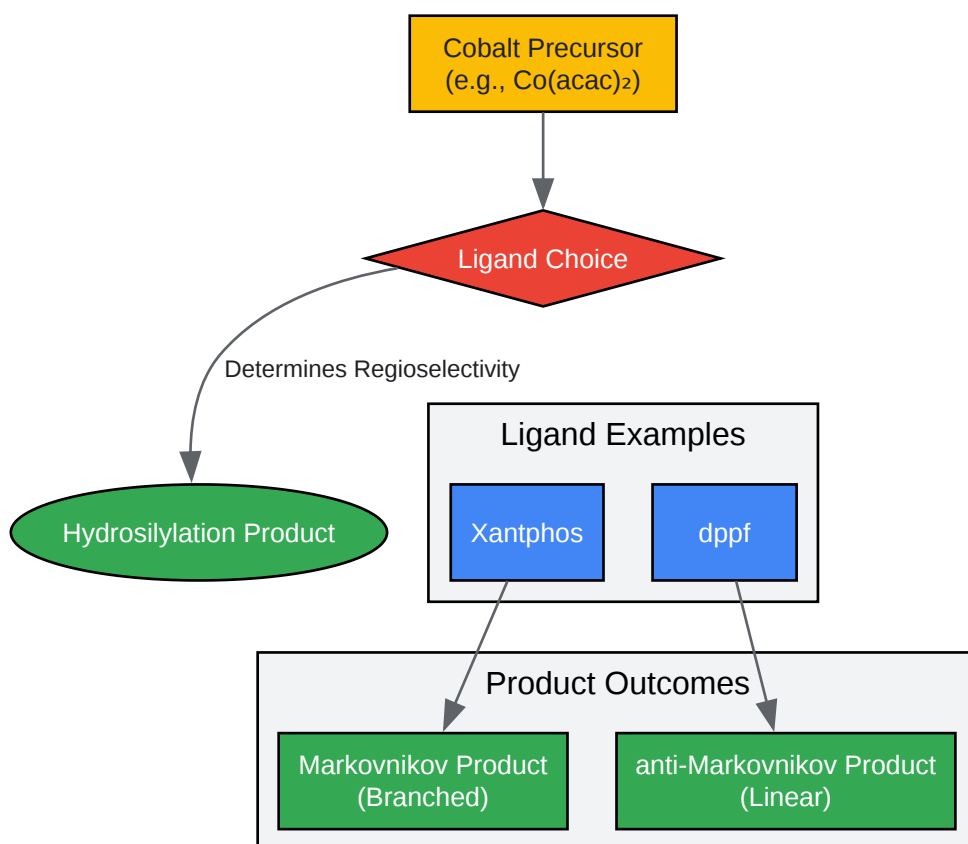 Cobalt Precursor
(e.g., Co(acac)₂)
Ligand Choice
Determines Regioselectivity
Ligand Examples
Hydrosilylation Product
Xantphos
dppf
Product Outcomes
Markovnikov Product
(Branched)
anti-Markovnikov Product
(Linear)